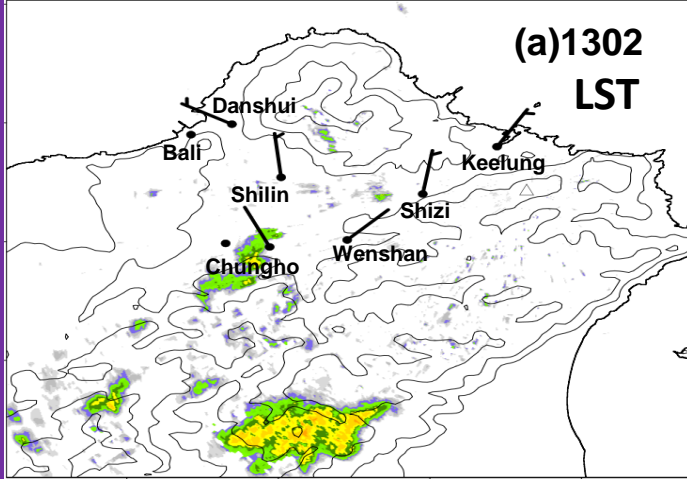 (a)1302
LST
Danshui
Bali
Keelung
Shilin
Shizi
Wenshan
Chungho